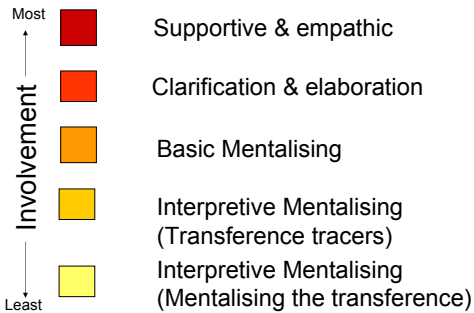 Most
Supportive & empathic
Clarification & elaboration
Involvement
Basic Mentalising
Interpretive Mentalising
(Transference tracers)
Interpretive Mentalising
(Mentalising the transference)
Least